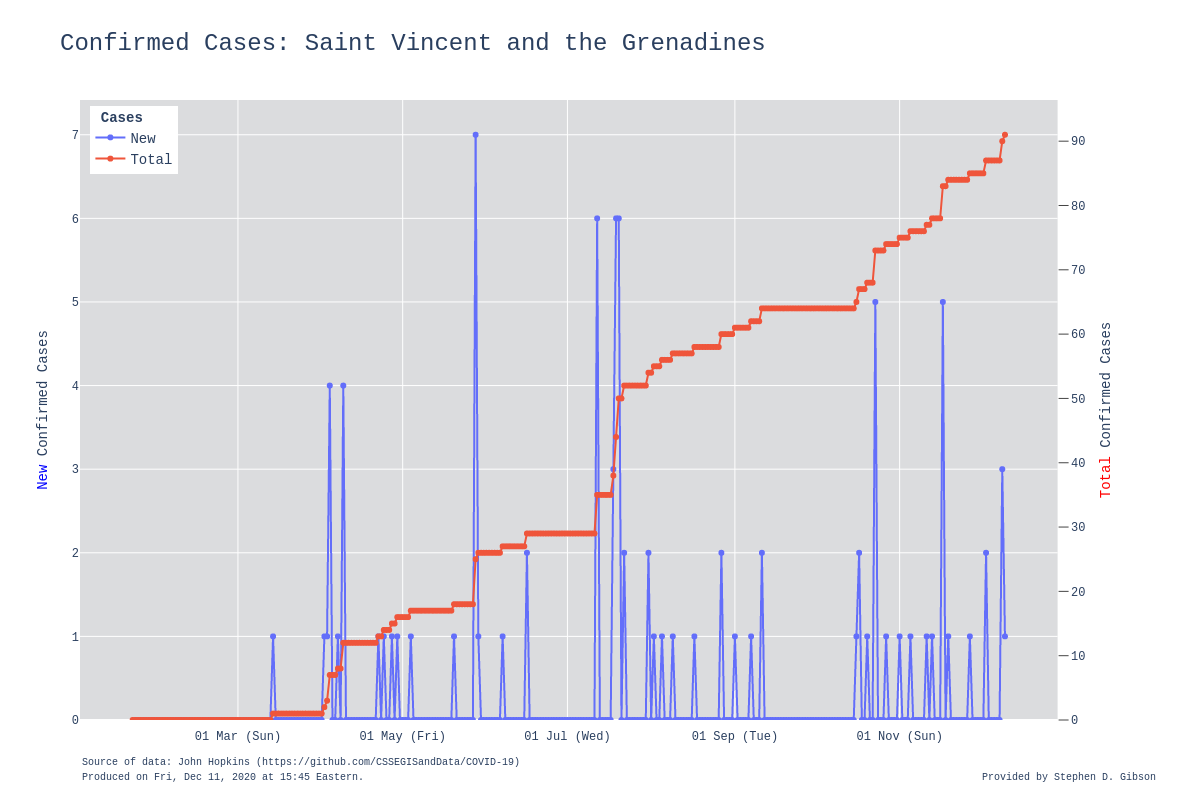 Confirmed Cases: Saint Vincent and the Grenadines
Cases
New
Total
7
6
5
4
3
2
1
0
New Confirmed Cases
90
80
70
60
50
40
30
20
10
0
Total Confirmed Cases
01 Mar (Sun) 01 May (Fri) 01 Jul (Wed) 01 Sep (Tue) 01 Nov (Sun)
Source of data: John Hopkins (https://github.com/CSSEGISandData/COVID-19)
Produced on Fri, Dec 11, 2020 at 15:45 Eastern.
Provided by Stephen D. Gibson